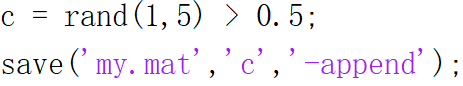 c = rand(1,5) > 0.5;
save('my.mat','c','-append');